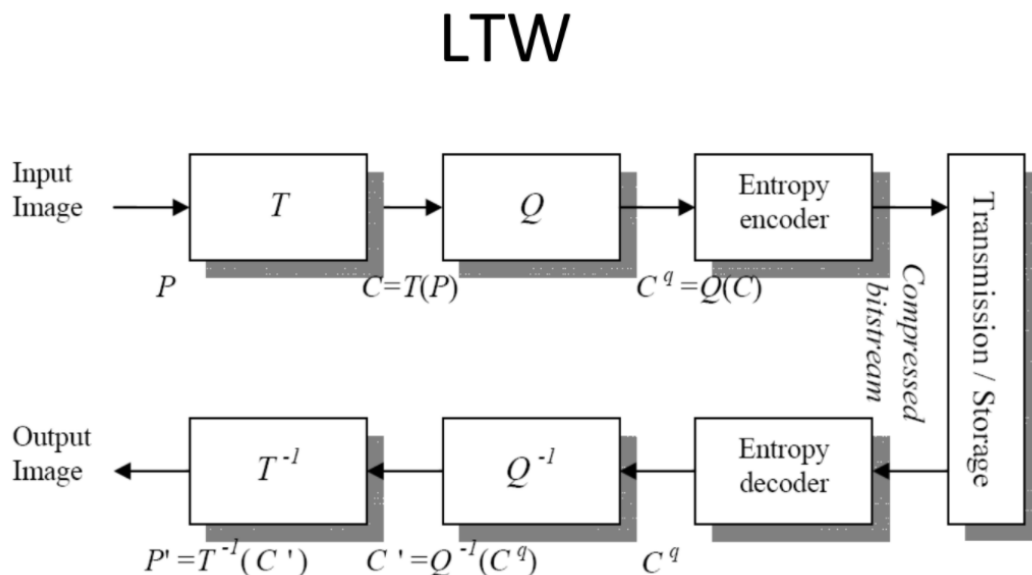 LTW
Input
Image
T
Q
Entropy
encoder
Transmission / Storage
P
C=T(P)
C^q=Q(C)
Compressed
bitstream
Output
Image
T^-1
Q^-1
Entropy
decoder
P'=T^-1(C')
C'=Q^-1(C^q)
C^q